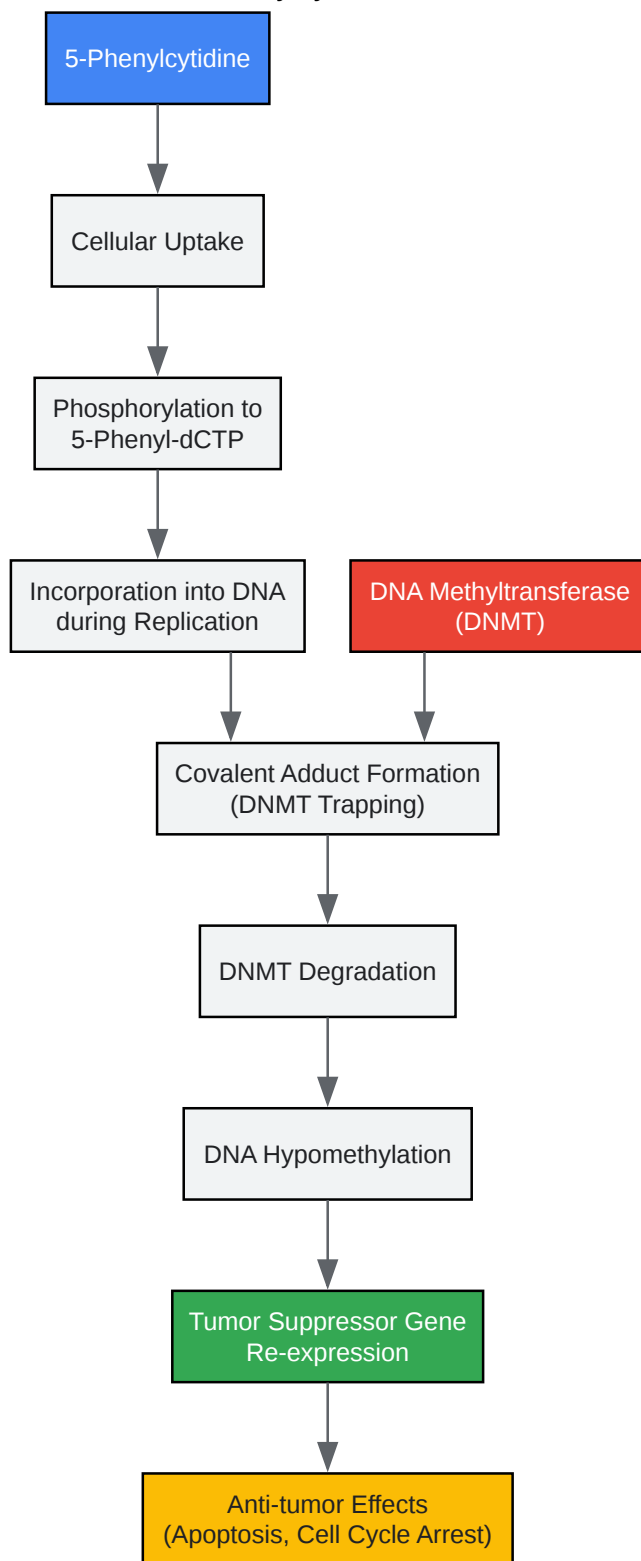 5-Phenylcytidine
Cellular Uptake
Phosphorylation to
5-Phenyl-dCTP
Incorporation into DNA
during Replication
DNA Methyltransferase
(DNMT)
Covalent Adduct Formation
(DNMT Trapping)
DNMT Degradation
DNA Hypomethylation
Tumor Suppressor Gene
Re-expression
Anti-tumor Effects
(Apoptosis, Cell Cycle Arrest)